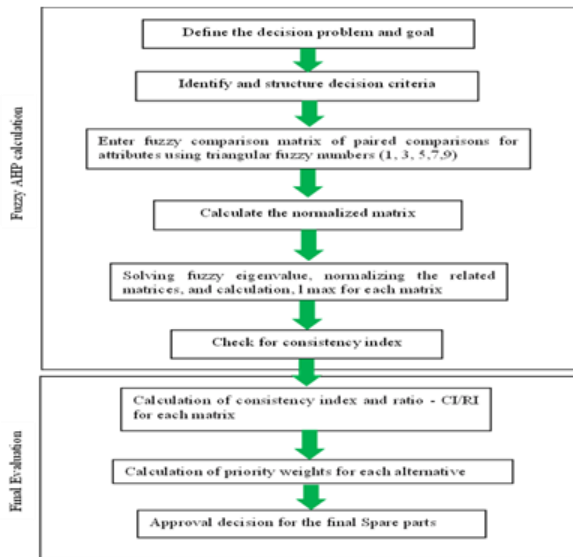 Define the decision problem and goal
Identify and structure decision criteria
Enter fuzzy comparison matrix of paired comparisons for
attributes using triangular fuzzy numbers (1, 3, 5,7,9)
Calculate the normalized matrix
Solving fuzzy eigenvalue, normalizing the related
matrices, and calculation, l max for each matrix
Check for consistency index
Fuzzy AHP calculation
Calculation of consistency index and ratio - CI/RI
for each matrix
Calculation of priority weights for each alternative
Approval decision for the final Spare parts
Final Evaluation